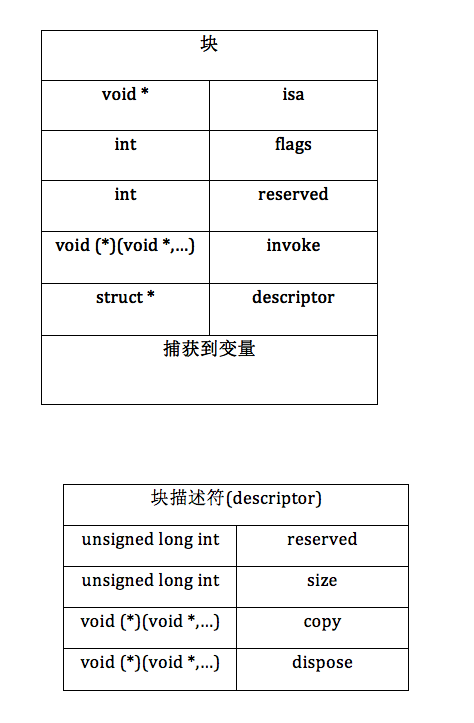 块
void * isa
int flags
int reserved
void (*)(void *,...) invoke
struct * descriptor
捕获到变量
块描述符(descriptor)
unsigned long int reserved
unsigned long int size
void (*)(void *,...) copy
void (*)(void *,...) dispose